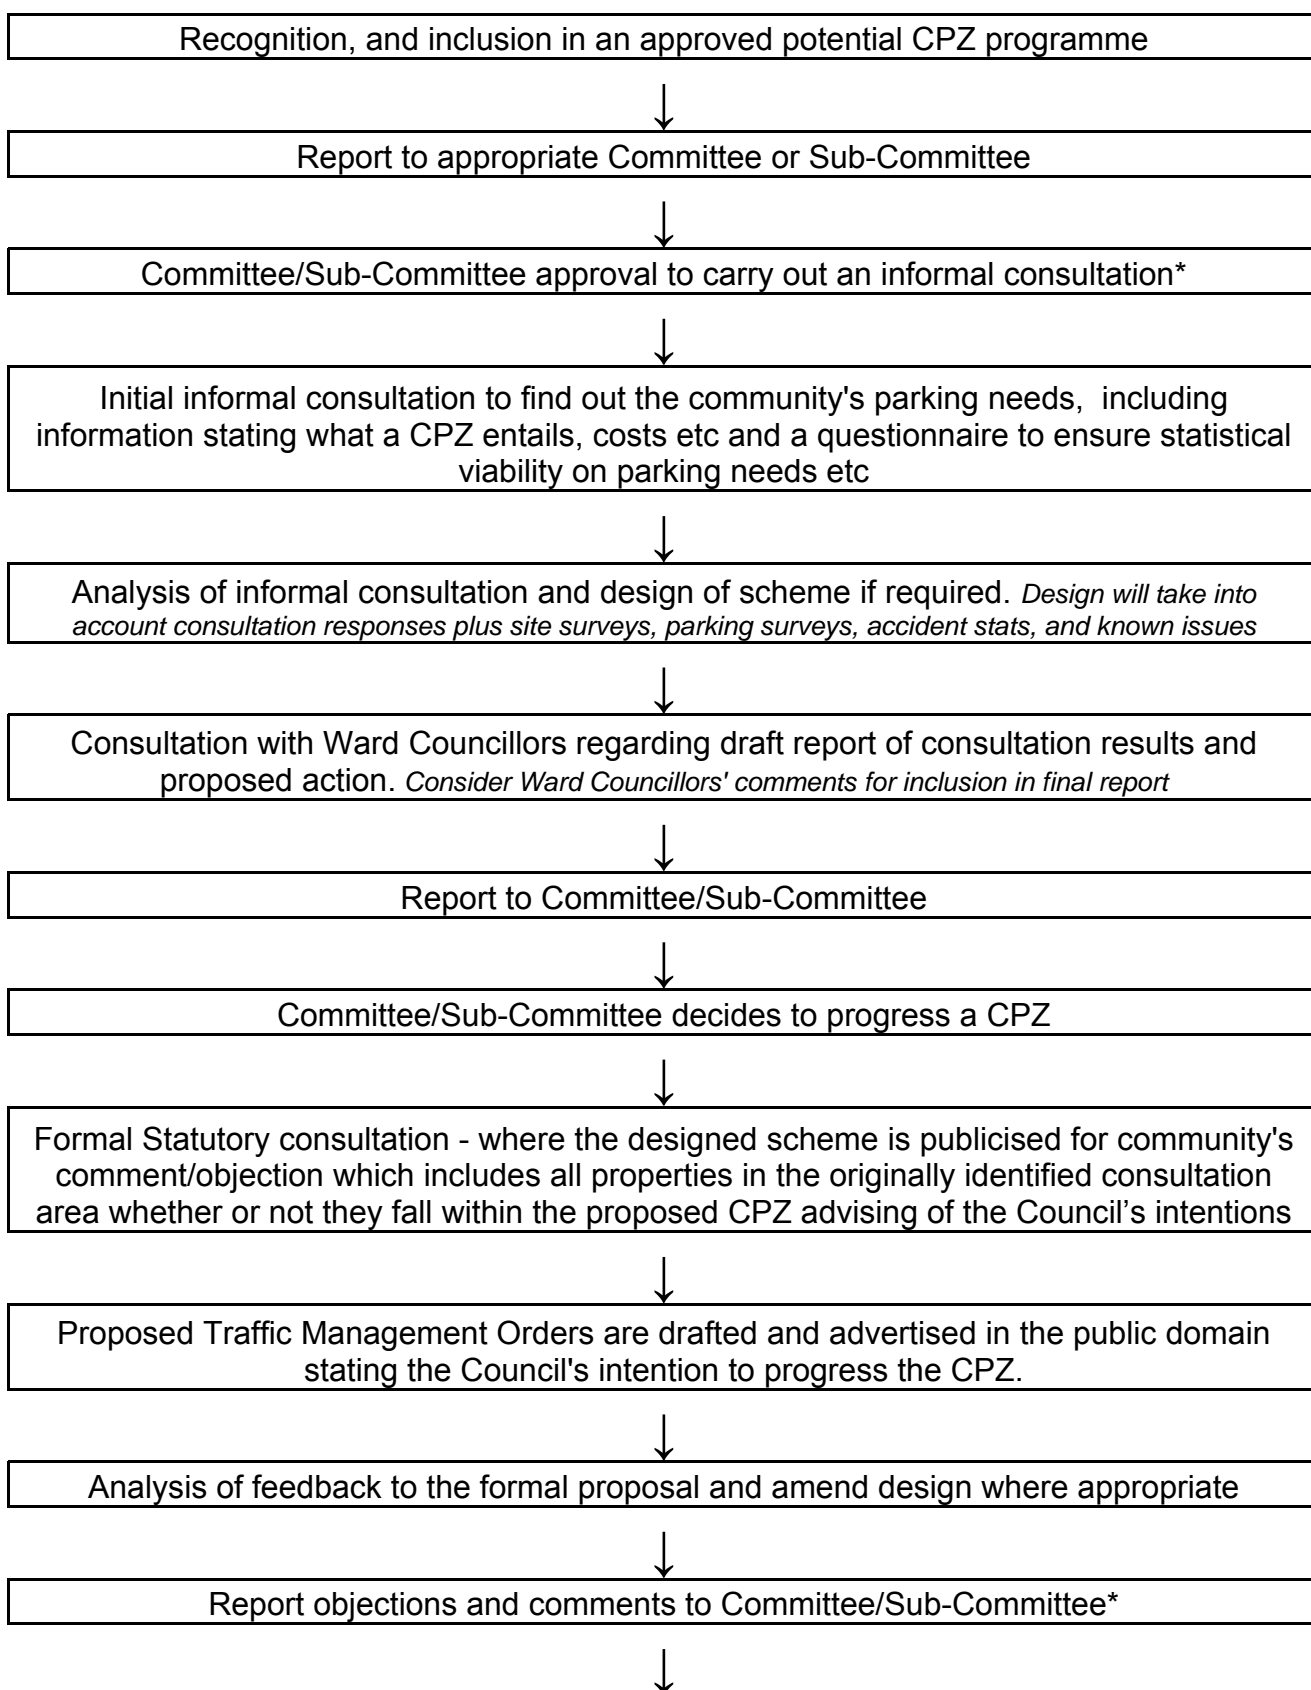 Recognition, and inclusion in an approved potential CPZ programme
↓
Report to appropriate Committee or Sub-Committee
↓
Committee/Sub-Committee approval to carry out an informal consultation*
↓
Initial informal consultation to find out the community's parking needs,  including
information stating what a CPZ entails, costs etc and a questionnaire to ensure statistical
viability on parking needs etc
↓
Analysis of informal consultation and design of scheme if required. Design will take into
account consultation responses plus site surveys, parking surveys, accident stats, and known issues
↓
Consultation with Ward Councillors regarding draft report of consultation results and
proposed action. Consider Ward Councillors' comments for inclusion in final report
↓
Report to Committee/Sub-Committee
↓
Committee/Sub-Committee decides to progress a CPZ
↓
Formal Statutory consultation - where the designed scheme is publicised for community's
comment/objection which includes all properties in the originally identified consultation
area whether or not they fall within the proposed CPZ advising of the Council’s intentions
↓
Proposed Traffic Management Orders are drafted and advertised in the public domain
stating the Council's intention to progress the CPZ.
↓
Analysis of feedback to the formal proposal and amend design where appropriate
↓
Report objections and comments to Committee/Sub-Committee*
↓